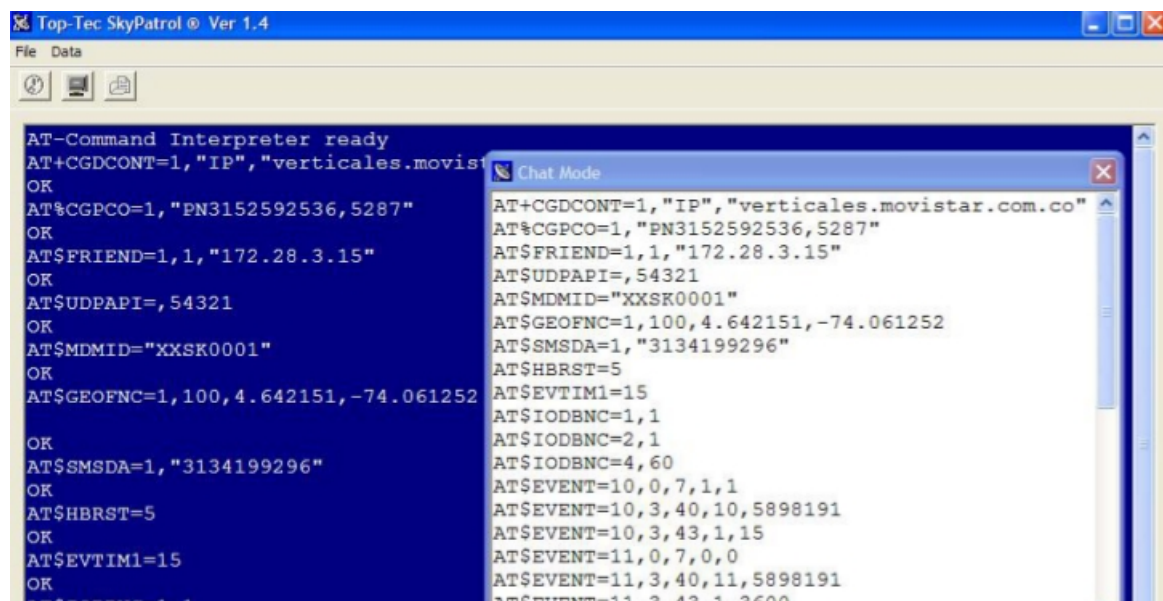 Top-Tec SkyPatrol ® Ver 1.4
File Data
AT-Command Interpreter ready
AT+CGDCONT=1,"IP","verticales.movist
OK
AT%CGPCO=1,"PN3152592536,5287"
OK
AT$FRIEND=1,1,"172.28.3.15"
OK
AT$UDPAPI=,54321
OK
AT$MDMID="XXSK0001"
OK
AT$GEOFNC=1,100,4.642151,-74.061252
OK
AT$SMSDA=1,"3134199296"
OK
AT$HBRST=5
OK
AT$EVTIM1=15
OK
Chat Mode
AT+CGDCONT=1,"IP","verticales.movistar.com.co"
AT%CGPCO=1,"PN3152592536,5287"
AT$FRIEND=1,1,"172.28.3.15"
AT$UDPAPI=,54321
AT$MDMID="XXSK0001"
AT$GEOFNC=1,100,4.642151,-74.061252
AT$SMSDA=1,"3134199296"
AT$HBRST=5
AT$EVTIM1=15
AT$IODBNC=1,1
AT$IODBNC=2,1
AT$IODBNC=4,60
AT$EVENT=10,0,7,1,1
AT$EVENT=10,3,40,10,5898191
AT$EVENT=10,3,43,1,15
AT$EVENT=11,0,7,0,0
AT$EVENT=11,3,40,11,5898191
AT$EVENT=11,3,43,1,3600